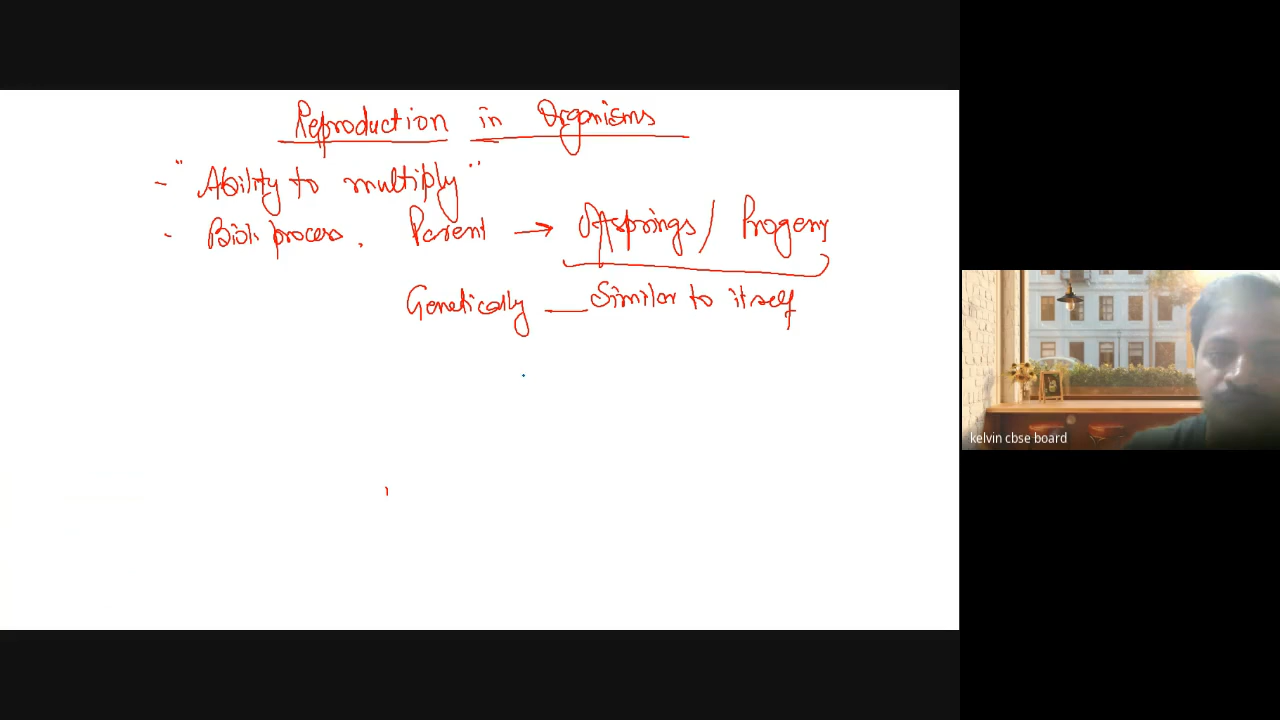 Reproduction in Organisms
- "Ability to multiply"
- Biol. process. Parent → Offsprings / Progeny
Genetically — Similar to itself
kelvin cbse board